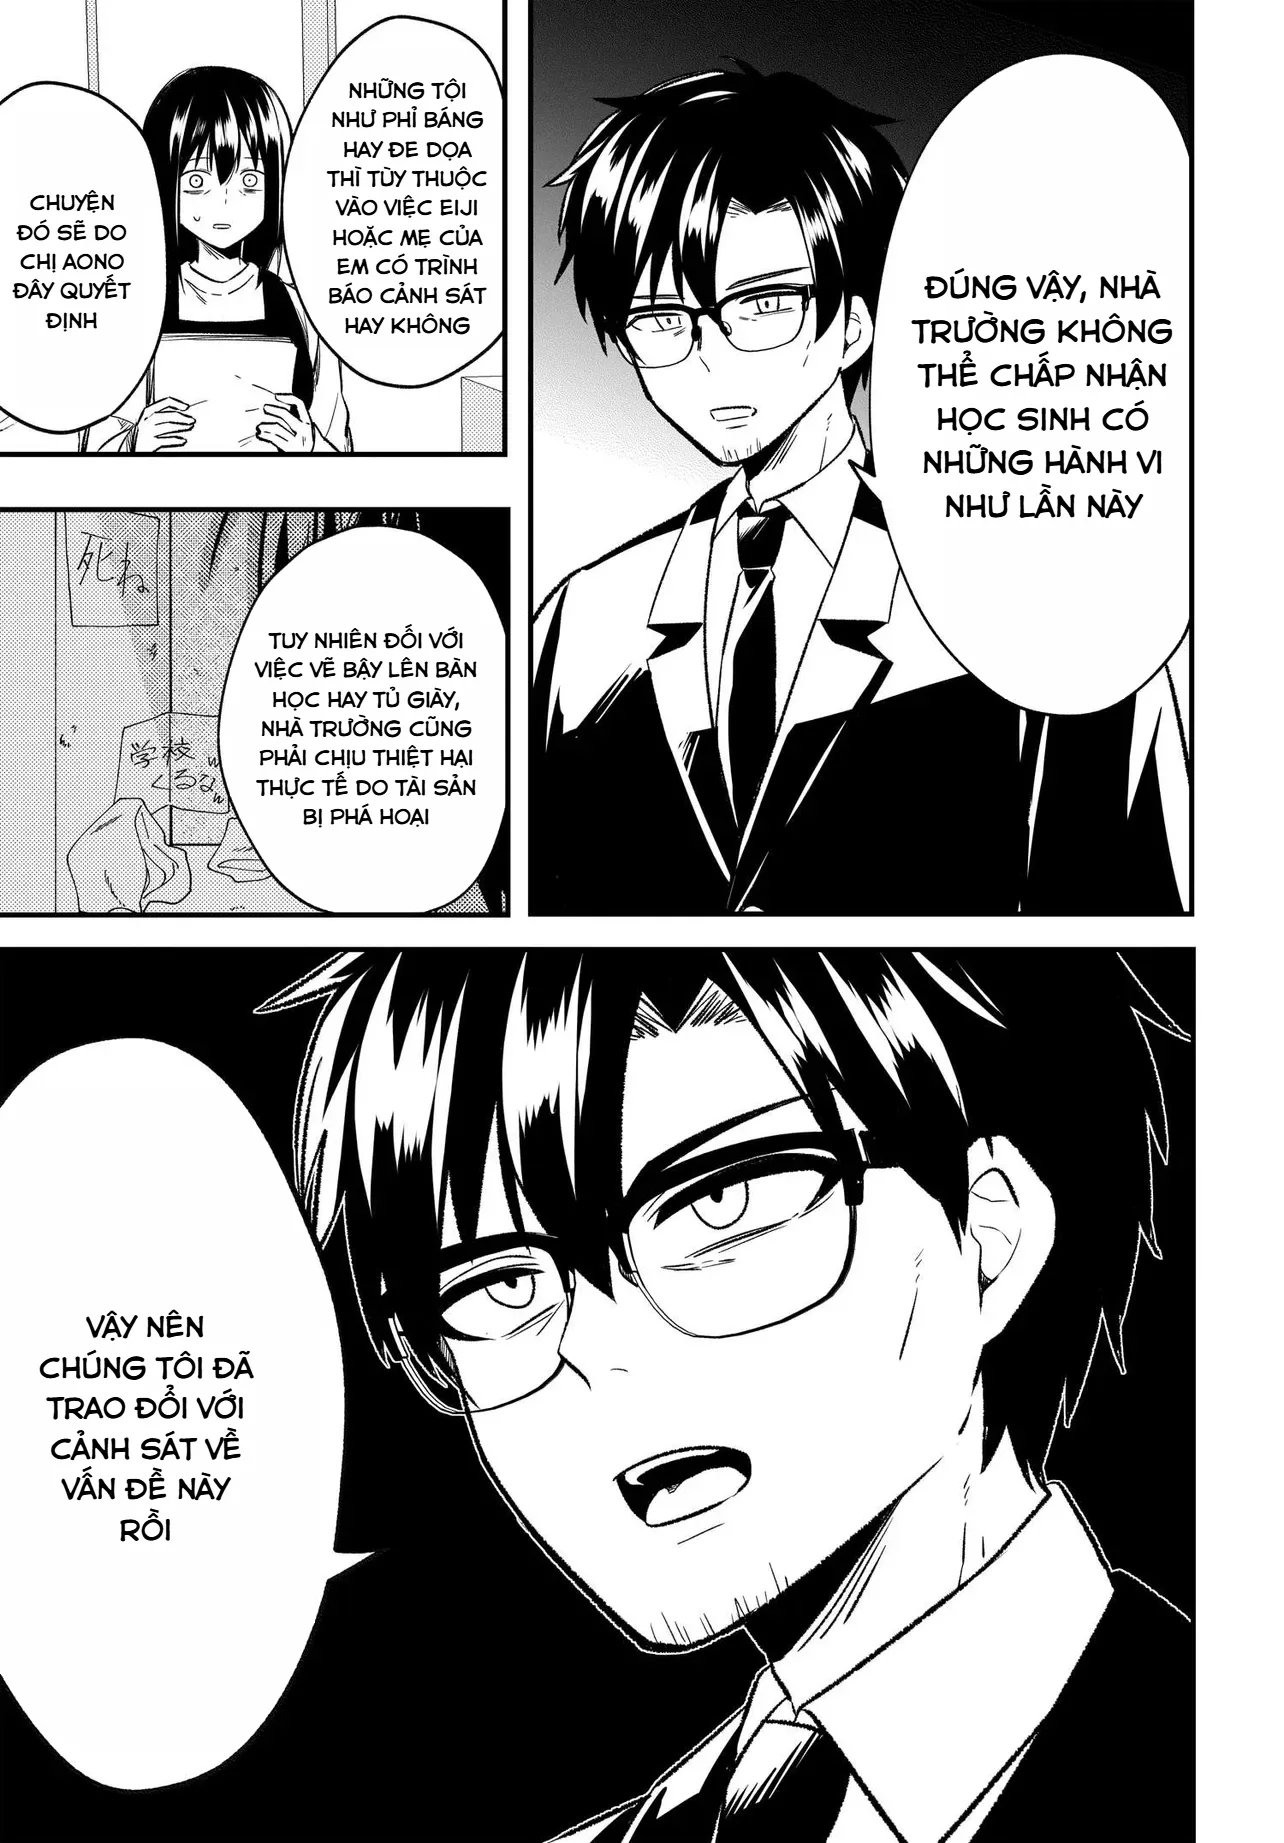 ĐÚNG VẬY, NHÀ
TRƯỜNG KHÔNG
THỂ CHẤP NHẬN
HỌC SINH CÓ
NHỮNG HÀNH VI
NHƯ LẦN NÀY
NHỮNG TỘI
NHƯ PHỈ BÁNG
HAY ĐE DỌA
THÌ TÙY THUỘC
VÀO VIỆC EIJI
HOẶC MẸ CỦA
EM CÓ TRÌNH
BÁO CẢNH SÁT
HAY KHÔNG
CHUYỆN
ĐÓ SẼ DO
CHỊ AONO
ĐÂY QUYẾT
ĐỊNH
死ね
学校w
くるなw
TUY NHIÊN ĐỐI VỚI
VIỆC VẼ BẬY LÊN BÀN
HỌC HAY TỦ GIÀY,
NHÀ TRƯỜNG CŨNG
PHẢI CHỊU THIỆT HẠI
THỰC TẾ DO TÀI SẢN
BỊ PHÁ HOẠI
VẬY NÊN
CHÚNG TÔI ĐÃ
TRAO ĐỔI VỚI
CẢNH SÁT VỀ
VẤN ĐỀ NÀY
RỒI